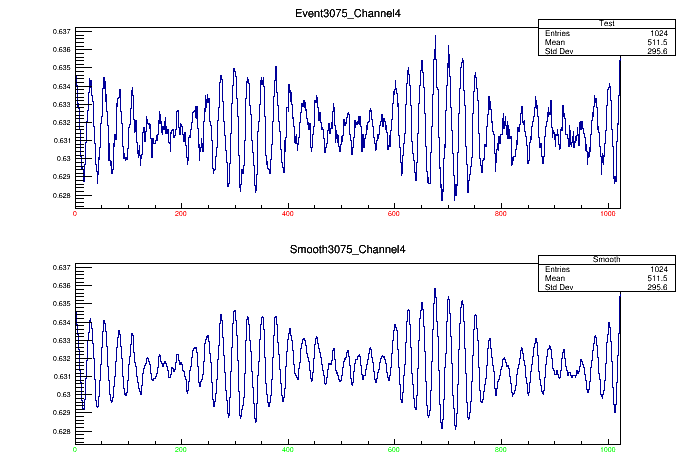 Event3075_Channel4
Test
Entries 1024
Mean 511.5
Std Dev 295.6
0.637
0.636
0.635
0.634
0.633
0.632
0.631
0.63
0.629
0.628
0 200 400 600 800 1000
Smooth3075_Channel4
Smooth
Entries 1024
Mean 511.5
Std Dev 295.6
0.637
0.636
0.635
0.634
0.633
0.632
0.631
0.63
0.629
0.628
0 200 400 600 800 1000